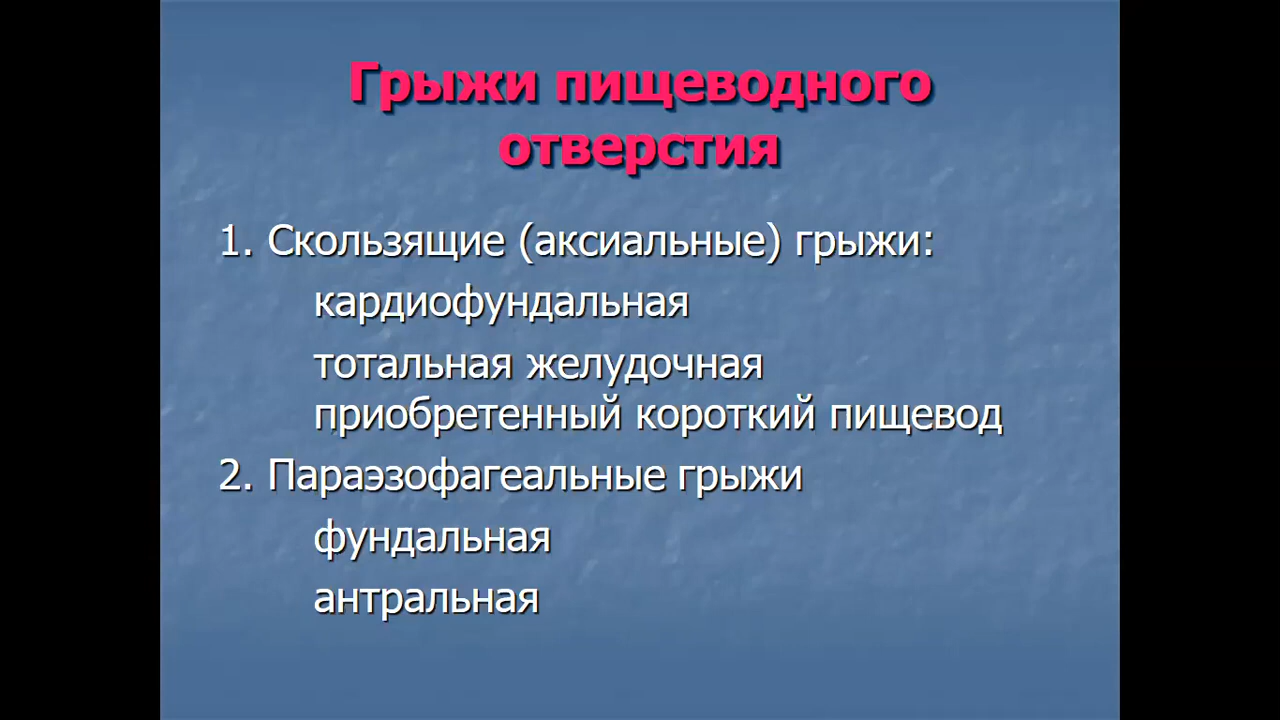 Грыжи пищеводного
отверстия
1. Скользящие (аксиальные) грыжи:
кардиофундальная
тотальная желудочная
приобретенный короткий пищевод
2. Параэзофагеальные грыжи
фундальная
антральная